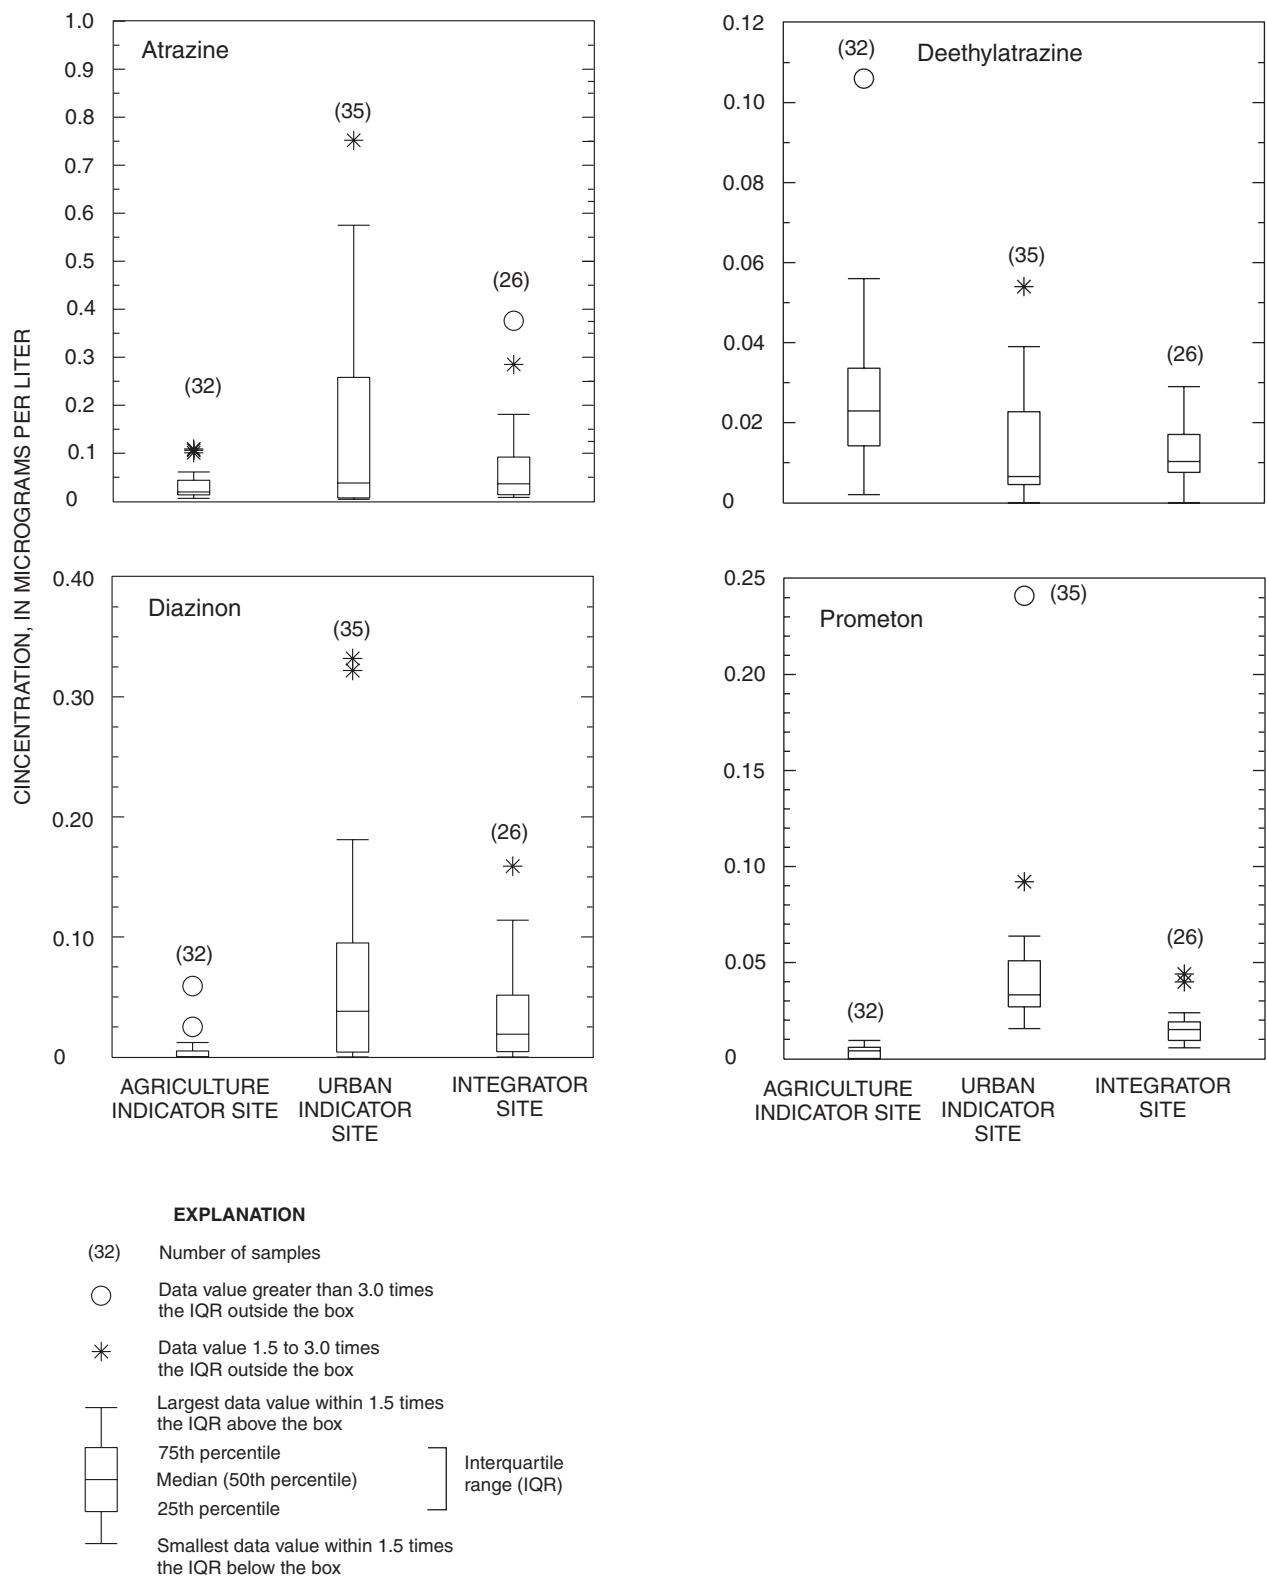 CINCENTRATION, IN MICROGRAMS PER LITER
Atrazine
1.0
0.9
0.8
0.7
0.6
0.5
0.4
0.3
0.2
0.1
0
(32)
(35)
(26)
Deethylatrazine
0.12
0.10
0.08
0.06
0.04
0.02
0
(32)
(35)
(26)
Diazinon
0.40
0.30
0.20
0.10
0
(32)
(35)
(26)
AGRICULTURE
INDICATOR SITE
URBAN
INDICATOR
SITE
INTEGRATOR
SITE
Prometon
0.25
0.20
0.15
0.10
0.05
0
(32)
(35)
(26)
AGRICULTURE
INDICATOR SITE
URBAN
INDICATOR
SITE
INTEGRATOR
SITE
EXPLANATION
(32) Number of samples
Data value greater than 3.0 times
the IQR outside the box
Data value 1.5 to 3.0 times
the IQR outside the box
Largest data value within 1.5 times
the IQR above the box
75th percentile
Median (50th percentile)
25th percentile
Interquartile
range (IQR)
Smallest data value within 1.5 times
the IQR below the box